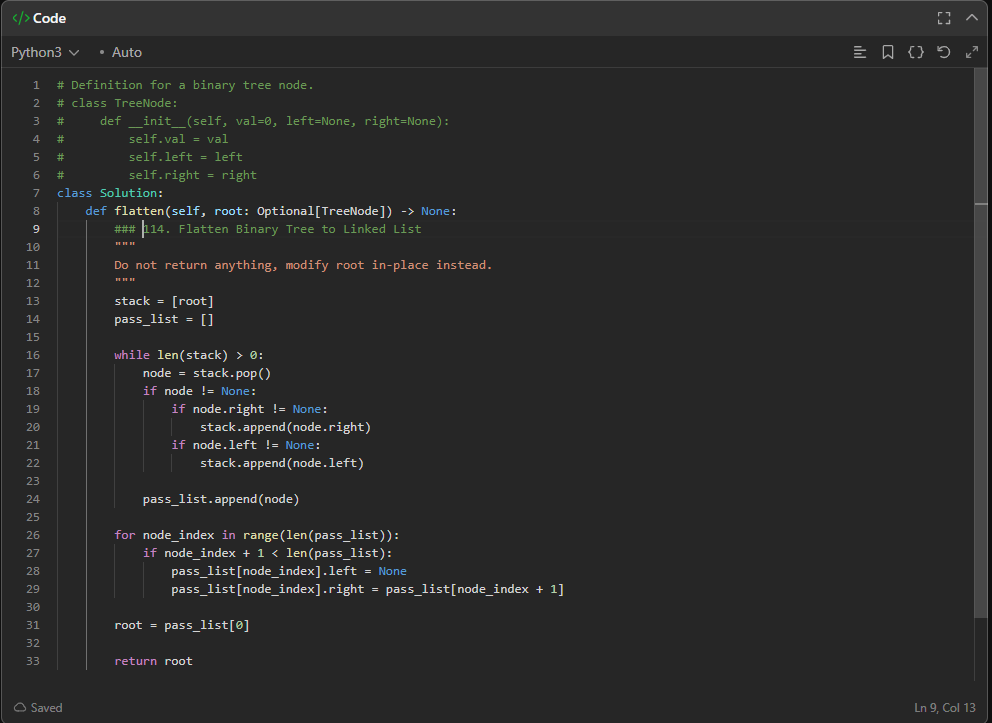 </> Code
Python3 • Auto
1 # Definition for a binary tree node.
2 # class TreeNode:
3 #     def __init__(self, val=0, left=None, right=None):
4 #         self.val = val
5 #         self.left = left
6 #         self.right = right
7 class Solution:
8     def flatten(self, root: Optional[TreeNode]) -> None:
9         ### 114. Flatten Binary Tree to Linked List
10         """
11         Do not return anything, modify root in-place instead.
12         """
13         stack = [root]
14         pass_list = []
15
16         while len(stack) > 0:
17             node = stack.pop()
18             if node != None:
19                 if node.right != None:
20                     stack.append(node.right)
21                 if node.left != None:
22                     stack.append(node.left)
23
24             pass_list.append(node)
25
26         for node_index in range(len(pass_list)):
27             if node_index + 1 < len(pass_list):
28                 pass_list[node_index].left = None
29                 pass_list[node_index].right = pass_list[node_index + 1]
30
31         root = pass_list[0]
32
33         return root
Saved
Ln 9, Col 13